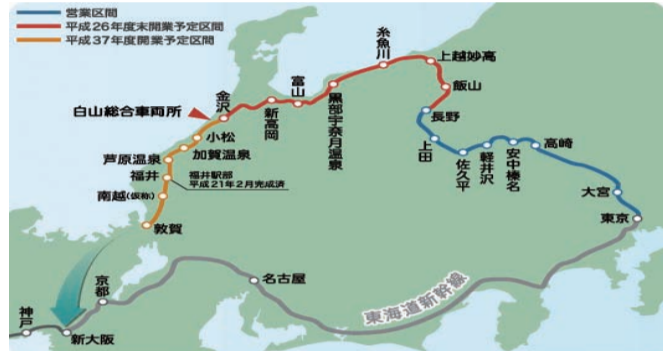 営業区間
平成26年度末開業予定区間
平成37年度開業予定区間
糸魚川
上越妙高
飯山
富山
金沢
白山総合車両所
新高岡
黒部宇奈月温泉
長野
小松
加賀温泉
芦原温泉
福井
福井駅部
平成21年2月完成済
南越(仮称)
敦賀
上田
佐久平
軽井沢
安中榛名
高崎
大宮
東京
名古屋
京都
神戸
新大阪
東海道新幹線